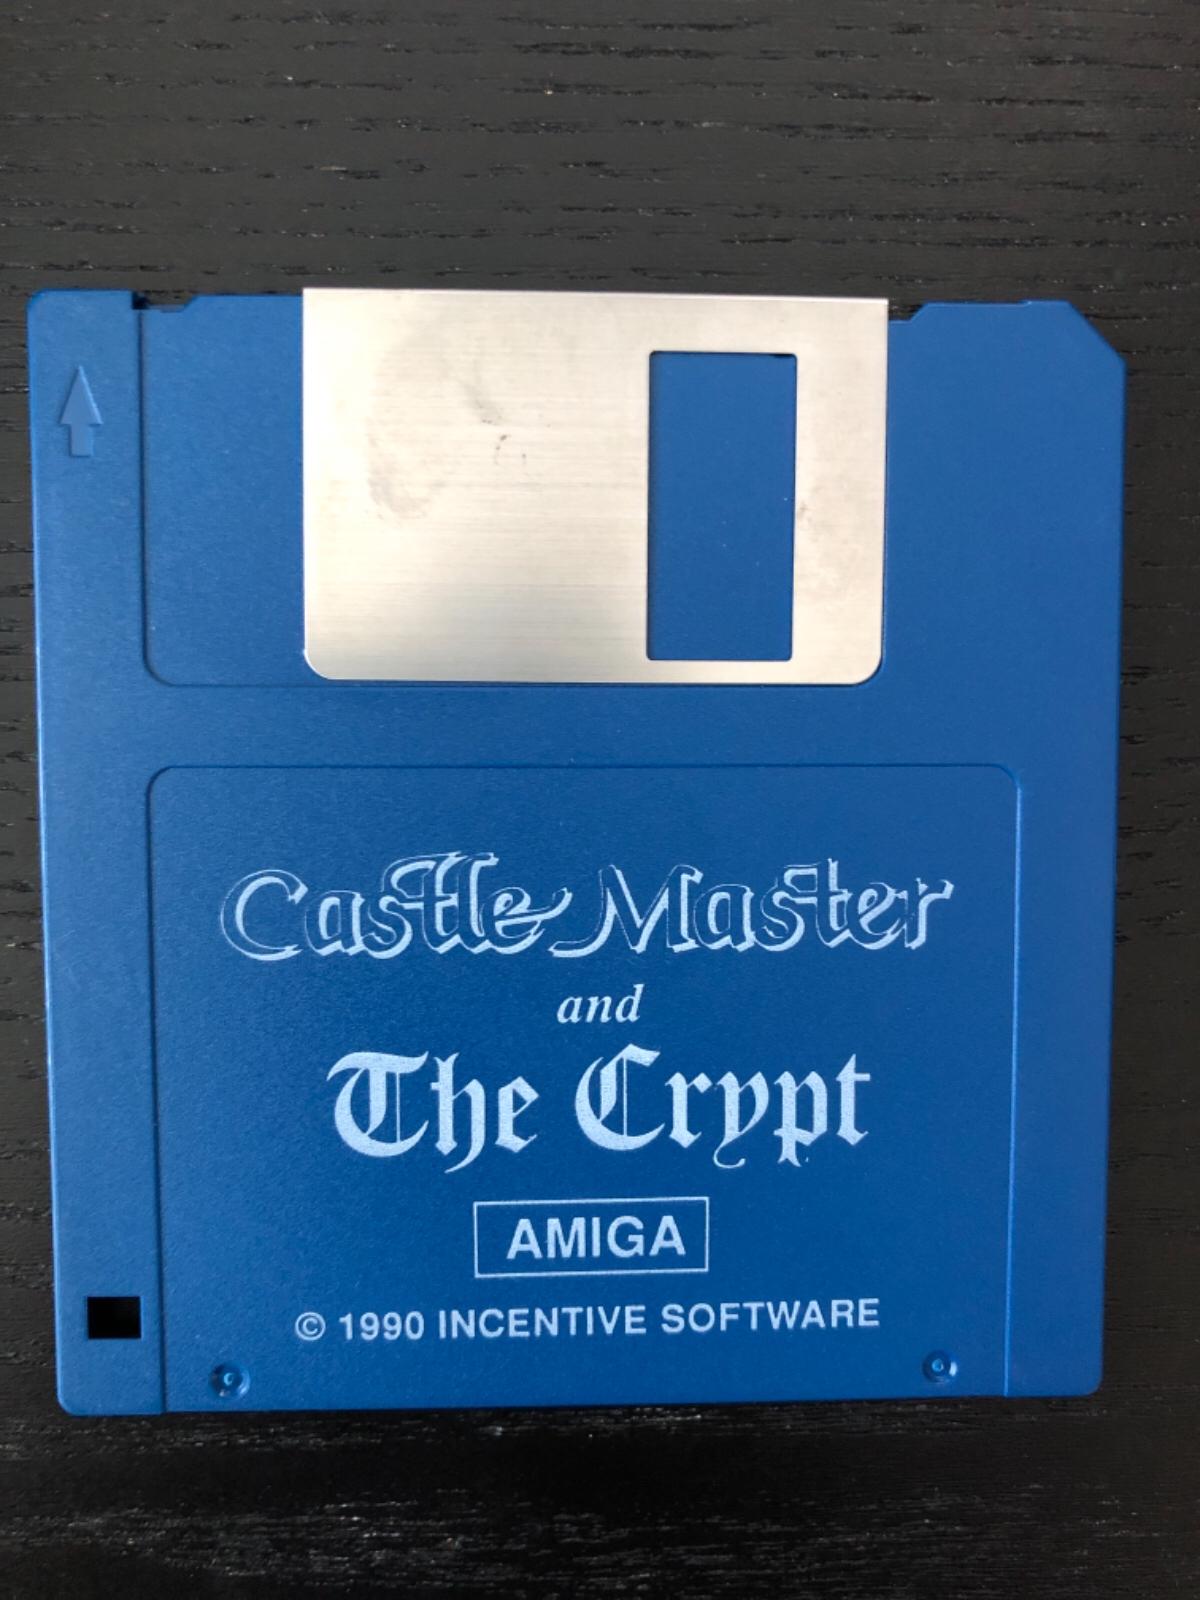 Castle Master
and
The Crypt
AMIGA
© 1990 INCENTIVE SOFTWARE